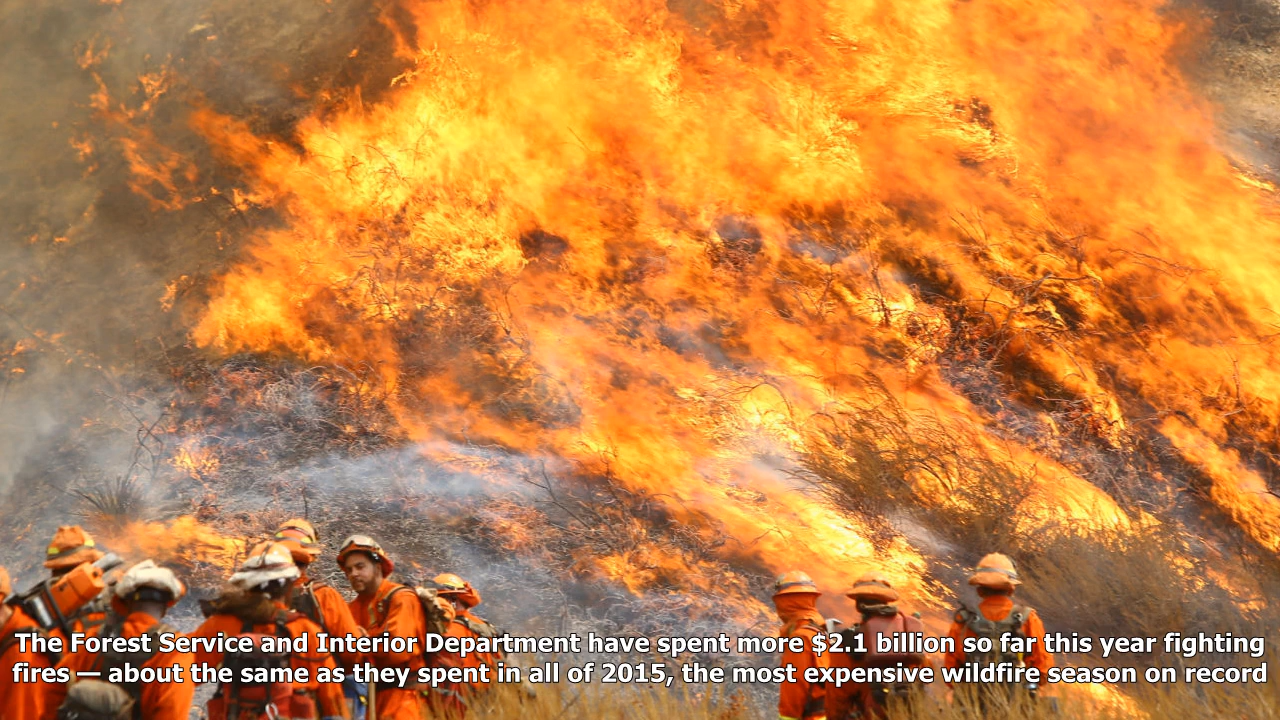 The Forest Service and Interior Department have spent more $2.1 billion so far this year fighting
fires — about the same as they spent in all of 2015, the most expensive wildfire season on record